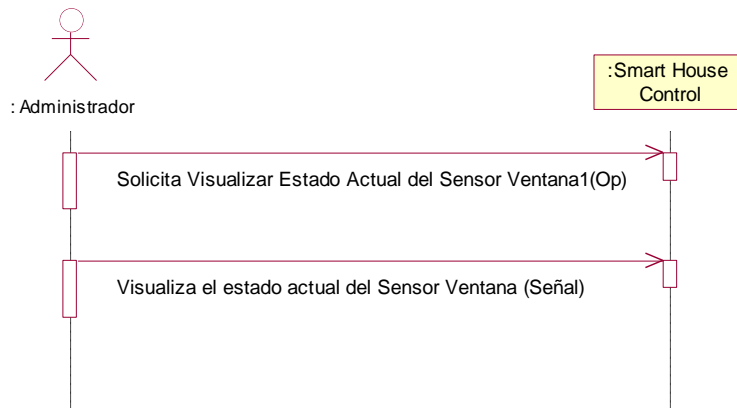 :Smart House
Control
: Administrador
Solicita Visualizar Estado Actual del Sensor Ventana1(Op)
Visualiza el estado actual del Sensor Ventana (Señal)